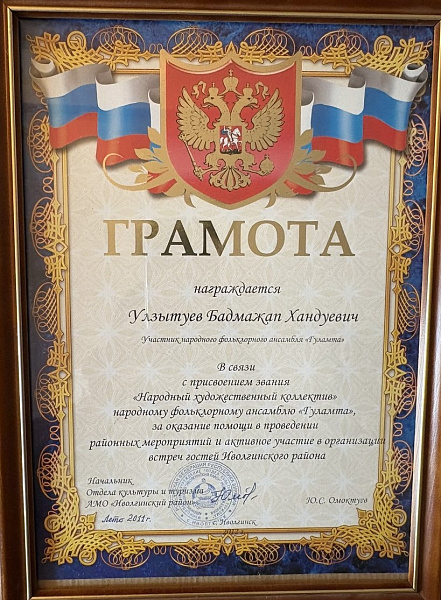 ГРАМОТА
награждается
Улзытуев Бадмажап Хандуевич
Участник народного фольклорного ансамбля «Гуламта»
В связи
с присвоением звания
«Народный художественный коллектив»
народному фольклорному ансамблю «Гуламта»,
за оказание помощи в проведении
районных мероприятий и активное участие в организации
встреч гостей Иволгинского района
Начальник
Отдела культуры и туризма
АМО «Иволгинский район»
Ю.С. Омоктуев
Лето 2011г.
с. Иволгинск